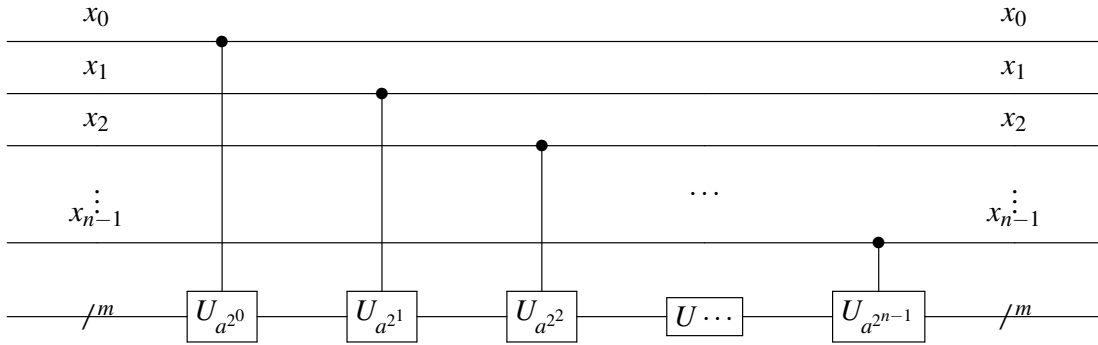 x₀ x₀
x₁ x₁
x₂ x₂
⋮ ⋯ ⋮
xₙ₋₁ xₙ₋₁
m U_{a^{2^0}} U_{a^{2^1}} U_{a^{2^2}} U ⋯ U_{a^{2^{n-1}}} m